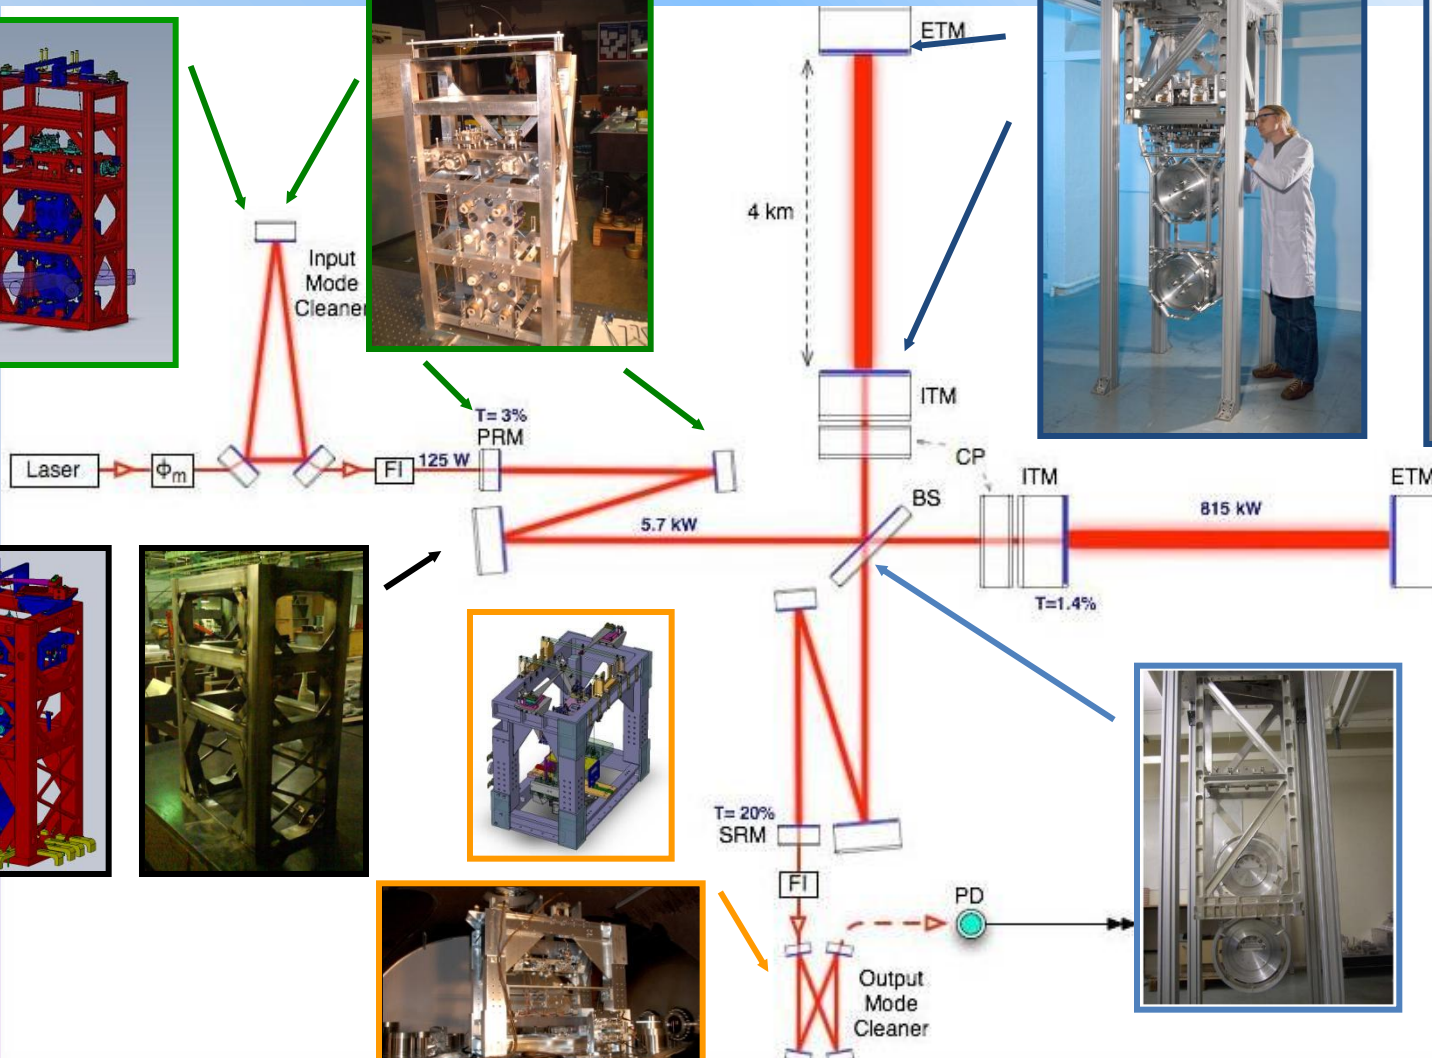 ETM
4 km
Input
Mode
Cleaner
ITM
T= 3%
PRM
CP
Laser
Φm
FI
125 W
ITM
ETM
BS
5.7 kW
815 kW
T=1.4%
T= 20%
SRM
FI
PD
Output
Mode
Cleaner